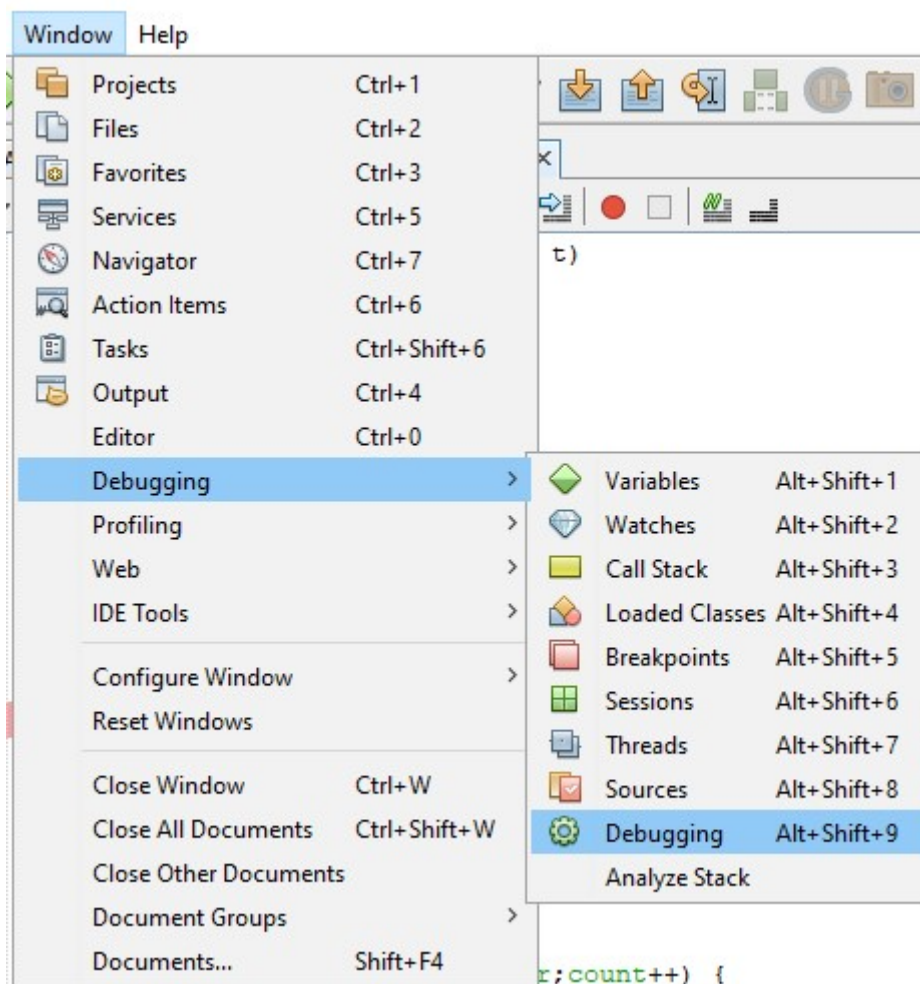 Window Help
Projects Ctrl+1
Files Ctrl+2
Favorites Ctrl+3
Services Ctrl+5
Navigator Ctrl+7
t)
Action Items Ctrl+6
Tasks Ctrl+Shift+6
Output Ctrl+4
Editor Ctrl+0
Debugging
Profiling
Web
IDE Tools
Configure Window
Reset Windows
Close Window Ctrl+W
Close All Documents Ctrl+Shift+W
Close Other Documents
Document Groups
Documents... Shift+F4
Variables Alt+Shift+1
Watches Alt+Shift+2
Call Stack Alt+Shift+3
Loaded Classes Alt+Shift+4
Breakpoints Alt+Shift+5
Sessions Alt+Shift+6
Threads Alt+Shift+7
Sources Alt+Shift+8
Debugging Alt+Shift+9
Analyze Stack
r;count++) {